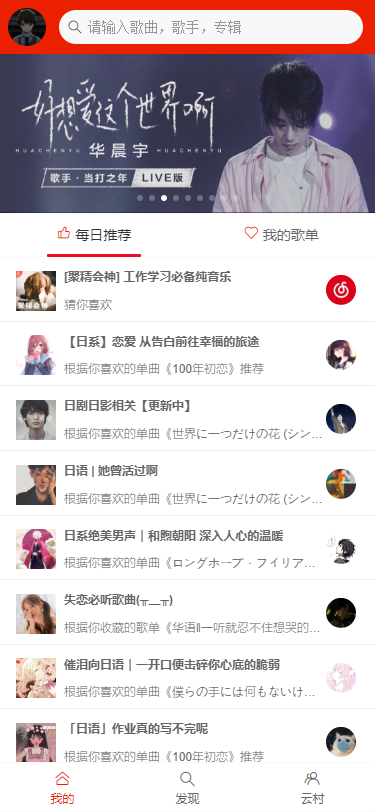 请输入歌曲，歌手，专辑
好想爱这个世界啊
HUACHENYU 华晨宇 HUACHENYU
歌手·当打之年 LIVE版
每日推荐 我的歌单
[聚精会神] 工作学习必备纯音乐
猜你喜欢
【日系】恋爱 从告白前往幸福的旅途
根据你喜欢的单曲《100年初恋》推荐
日剧日影相关【更新中】
根据你喜欢的单曲《世界に一つだけの花 (シン...
日语 | 她曾活过啊
根据你喜欢的单曲《世界に一つだけの花 (シン...
日系绝美男声｜和煦朝阳 深入人心的温暖
根据你喜欢的单曲《ロングホープ・フィリア...
失恋必听歌曲(╥﹏╥)
根据你收藏的歌单《华语‖一听就忍不住想哭的...
催泪向日语｜一开口便击碎你心底的脆弱
根据你喜欢的单曲《僕らの手には何もないけ...
「日语」作业真的写不完呢
根据你喜欢的单曲《100年初恋》推荐
我的 发现 云村